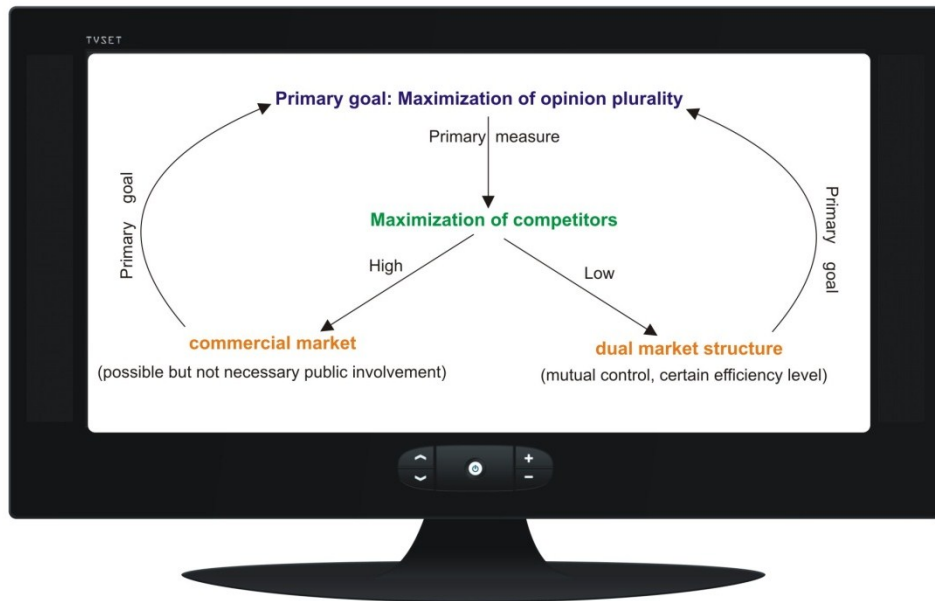 TVSET
Primary goal: Maximization of opinion plurality
Primary measure
Maximization of competitors
High
Low
Primary goal
Primary goal
commercial market
dual market structure
(possible but not necessary public involvement)
(mutual control, certain efficiency level)